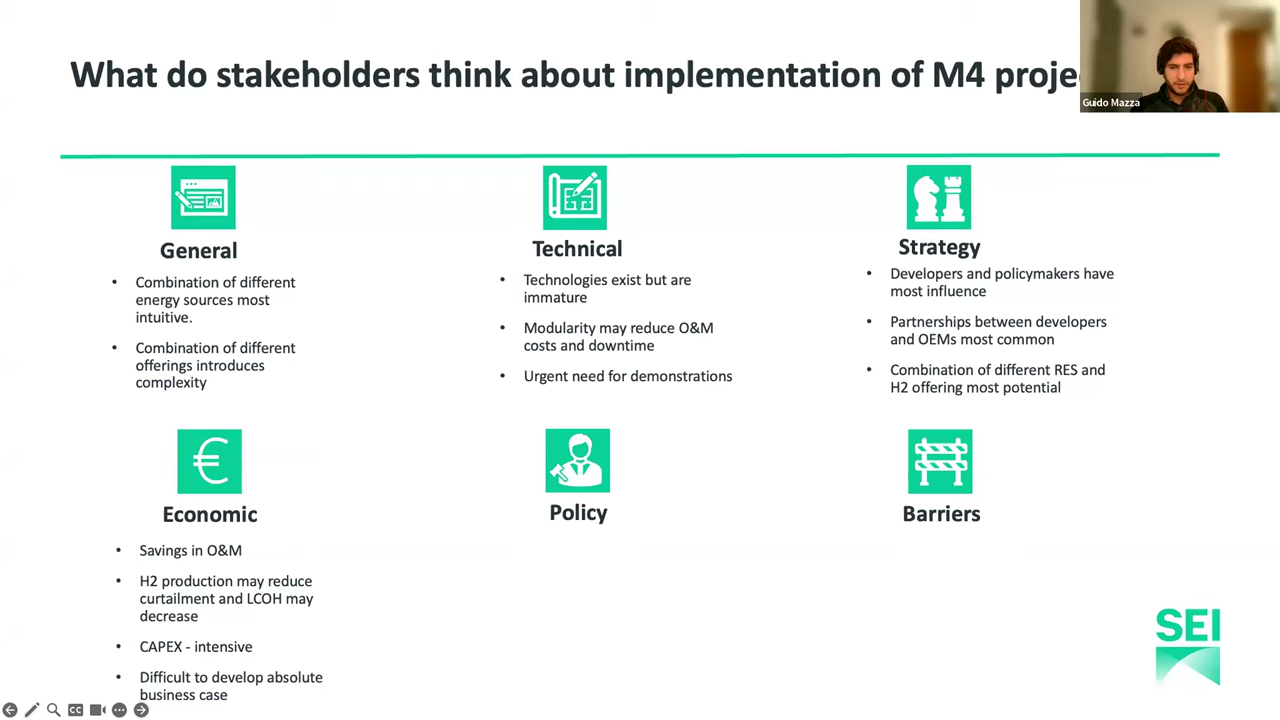 What do stakeholders think about implementation of M4
Guido Mazza
General
• Combination of different
energy sources most
intuitive.
• Combination of different
offerings introduces
complexity
Technical
• Technologies exist but are
immature
• Modularity may reduce O&M
costs and downtime
• Urgent need for demonstrations
Strategy
• Developers and policymakers have
most influence
• Partnerships between developers
and OEMs most common
• Combination of different RES and
H2 offering most potential
€
Economic
• Savings in O&M
• H2 production may reduce
curtailment and LCOH may
decrease
• CAPEX - intensive
• Difficult to develop absolute
business case
Policy
Barriers
SEI
CC